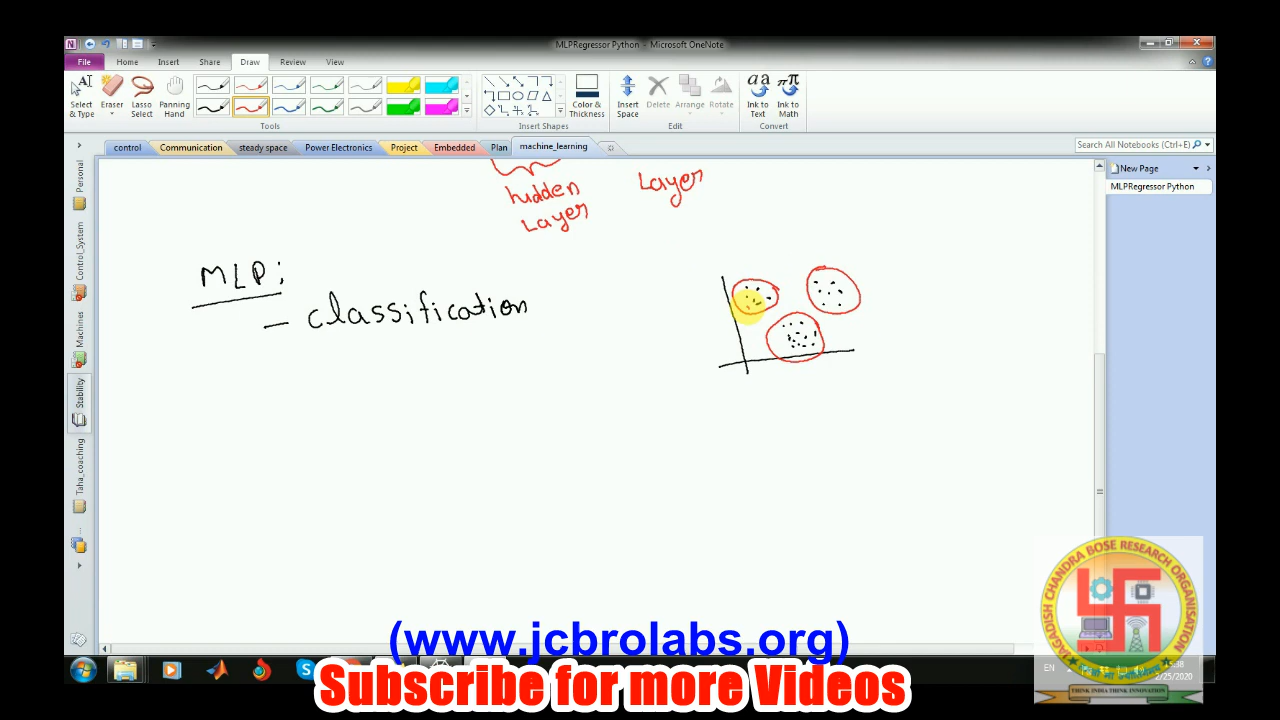 MLPRegressor Python - Microsoft OneNote
File Home Insert Share Draw Review View
Select & Type
Eraser
Lasso Select
Panning Hand
Color & Thickness
Insert Space
Delete
Arrange
Rotate
Ink to Text
Ink to Math
Tools
Insert Shapes
Edit
Convert
control Communication steady space Power Electronics Project Embedded Plan machine_learning
Search All Notebooks (Ctrl+E)
New Page
MLPRegressor Python
Personal
Control_System
Machines
Stability
Taha_coaching
hidden Layer
Layer
MLP:
– classification
JAGADISH CHANDRA BOSE RESEARCH ORGANISATION
THINK INDIA THINK INNOVATION
(www.jcbrolabs.org)
Subscribe for more Videos
EN
15:38
2/25/2020